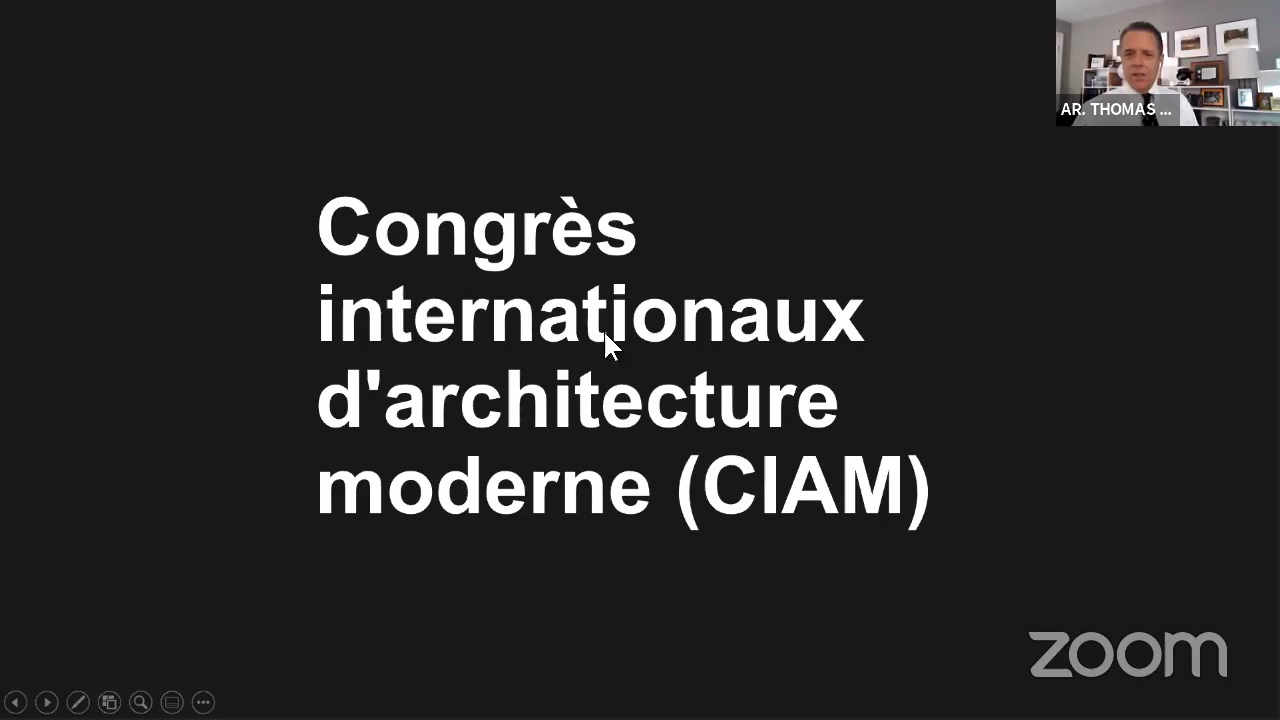 AR. THOMAS ...
Congrès
internationaux
d'architecture
moderne (CIAM)
zoom